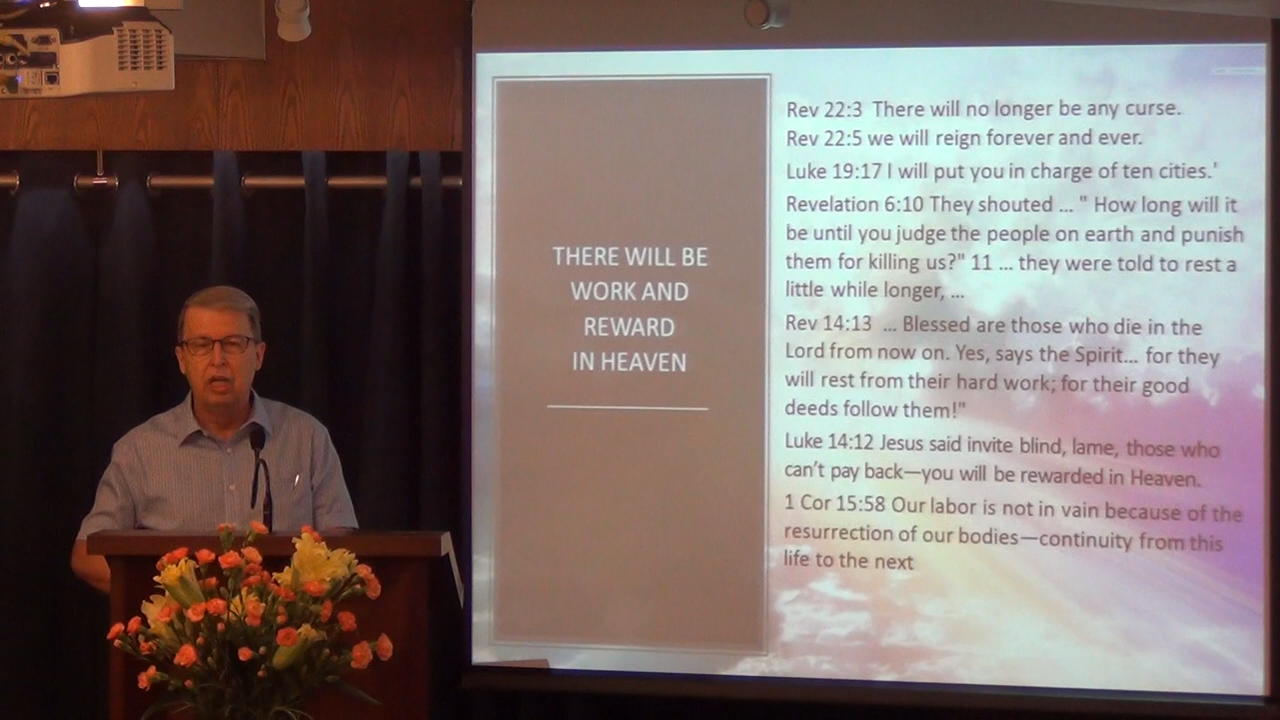 THERE WILL BE
WORK AND
REWARD
IN HEAVEN
Rev 22:3  There will no longer be any curse.
Rev 22:5 we will reign forever and ever.
Luke 19:17 I will put you in charge of ten cities.'
Revelation 6:10 They shouted ... " How long will it
be until you judge the people on earth and punish
them for killing us?" 11 ... they were told to rest a
little while longer, ...
Rev 14:13  ... Blessed are those who die in the
Lord from now on. Yes, says the Spirit... for they
will rest from their hard work; for their good
deeds follow them!"
Luke 14:12 Jesus said invite blind, lame, those who
can't pay back—you will be rewarded in Heaven.
1 Cor 15:58 Our labor is not in vain because of the
resurrection of our bodies—continuity from this
life to the next